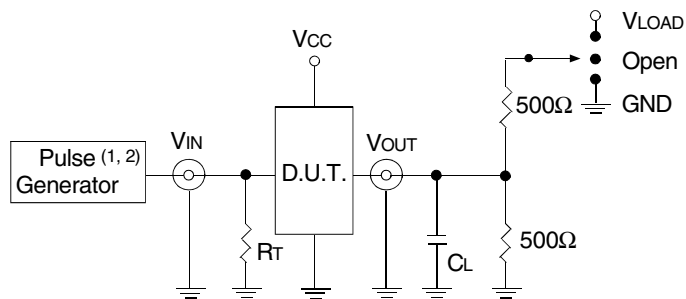 VLOAD
VCC
Open
500Ω
GND
VIN
VOUT
Pulse (1, 2)
Generator
D.U.T.
RT
CL
500Ω